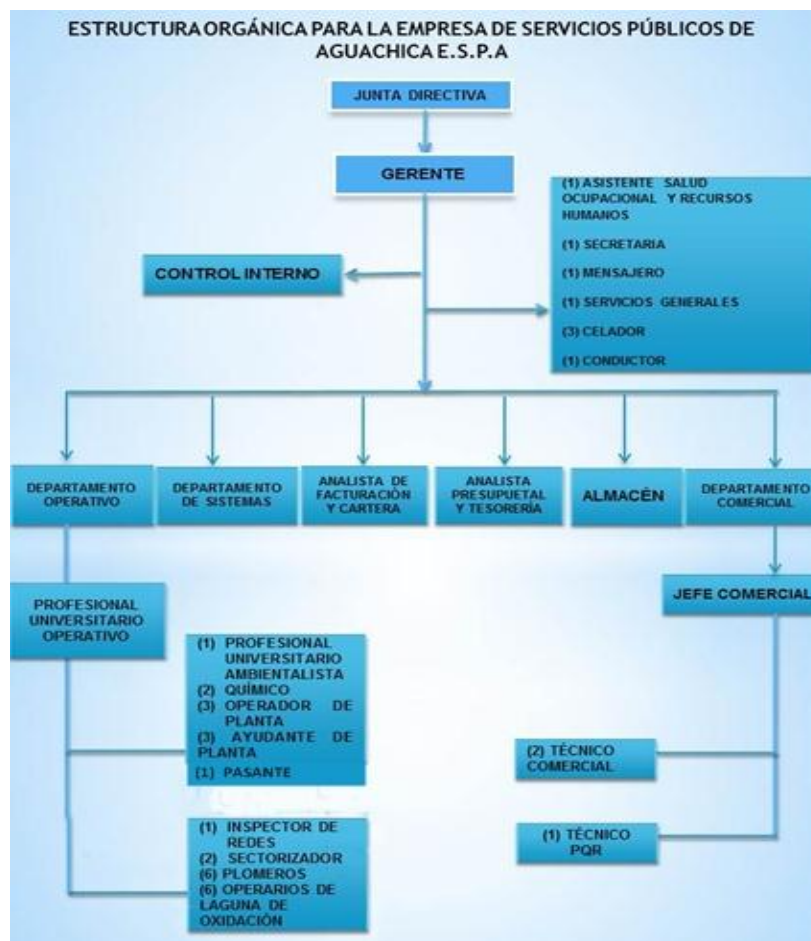 ESTRUCTURA ORGÁNICA PARA LA EMPRESA DE SERVICIOS PÚBLICOS DE
AGUACHICA E.S.P.A
JUNTA DIRECTIVA
GERENTE
(1) ASISTENTE SALUD
OCUPACIONAL Y RECURSOS
HUMANOS
(1) SECRETARIA
(1) MENSAJERO
(1) SERVICIOS GENERALES
(3) CELADOR
(1) CONDUCTOR
CONTROL INTERNO
DEPARTAMENTO
OPERATIVO
DEPARTAMENTO
DE SISTEMAS
ANALISTA DE
FACTURACIÓN
Y CARTERA
ANALISTA
PRESUPUETAL
Y TESORERÍA
ALMACÉN
DEPARTAMENTO
COMERCIAL
PROFESIONAL
UNIVERSITARIO
OPERATIVO
JEFE COMERCIAL
(1) PROFESIONAL
UNIVERSITARIO
AMBIENTALISTA
(2) QUÍMICO
(3) OPERADOR DE
PLANTA
(3) AYUDANTE DE
PLANTA
(1) PASANTE
(2) TÉCNICO
COMERCIAL
(1) INSPECTOR DE
REDES
(2) SECTORIZADOR
(6) PLOMEROS
(6) OPERARIOS DE
LAGUNA DE
OXIDACIÓN
(1) TÉCNICO
PQR